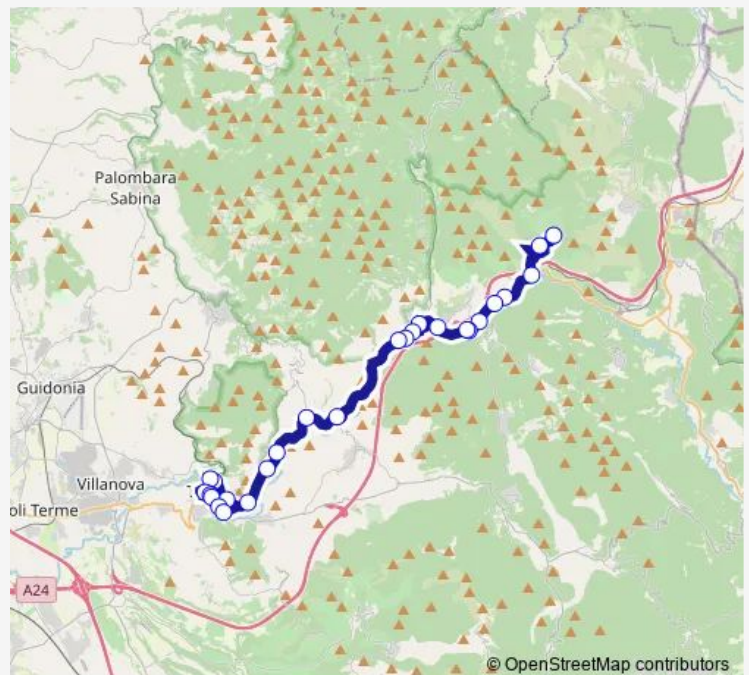 Palombara
Sabina
Guidonia
Villanova
oli Terme
A24
© OpenStreetMap contributors